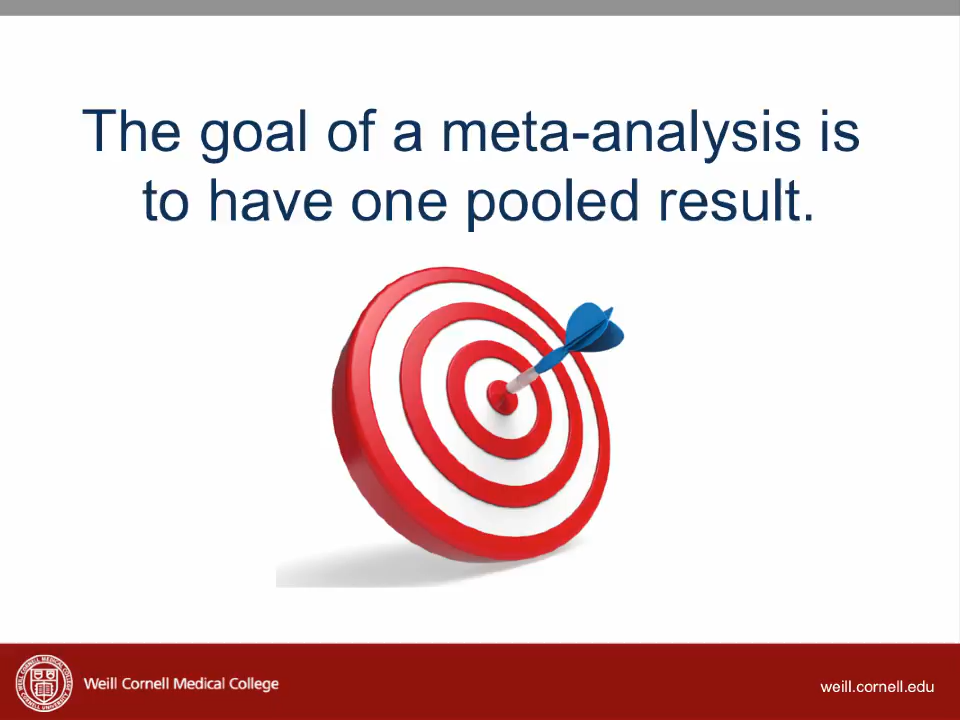 The goal of a meta-analysis is
to have one pooled result.
Weill Cornell Medical College
weill.cornell.edu